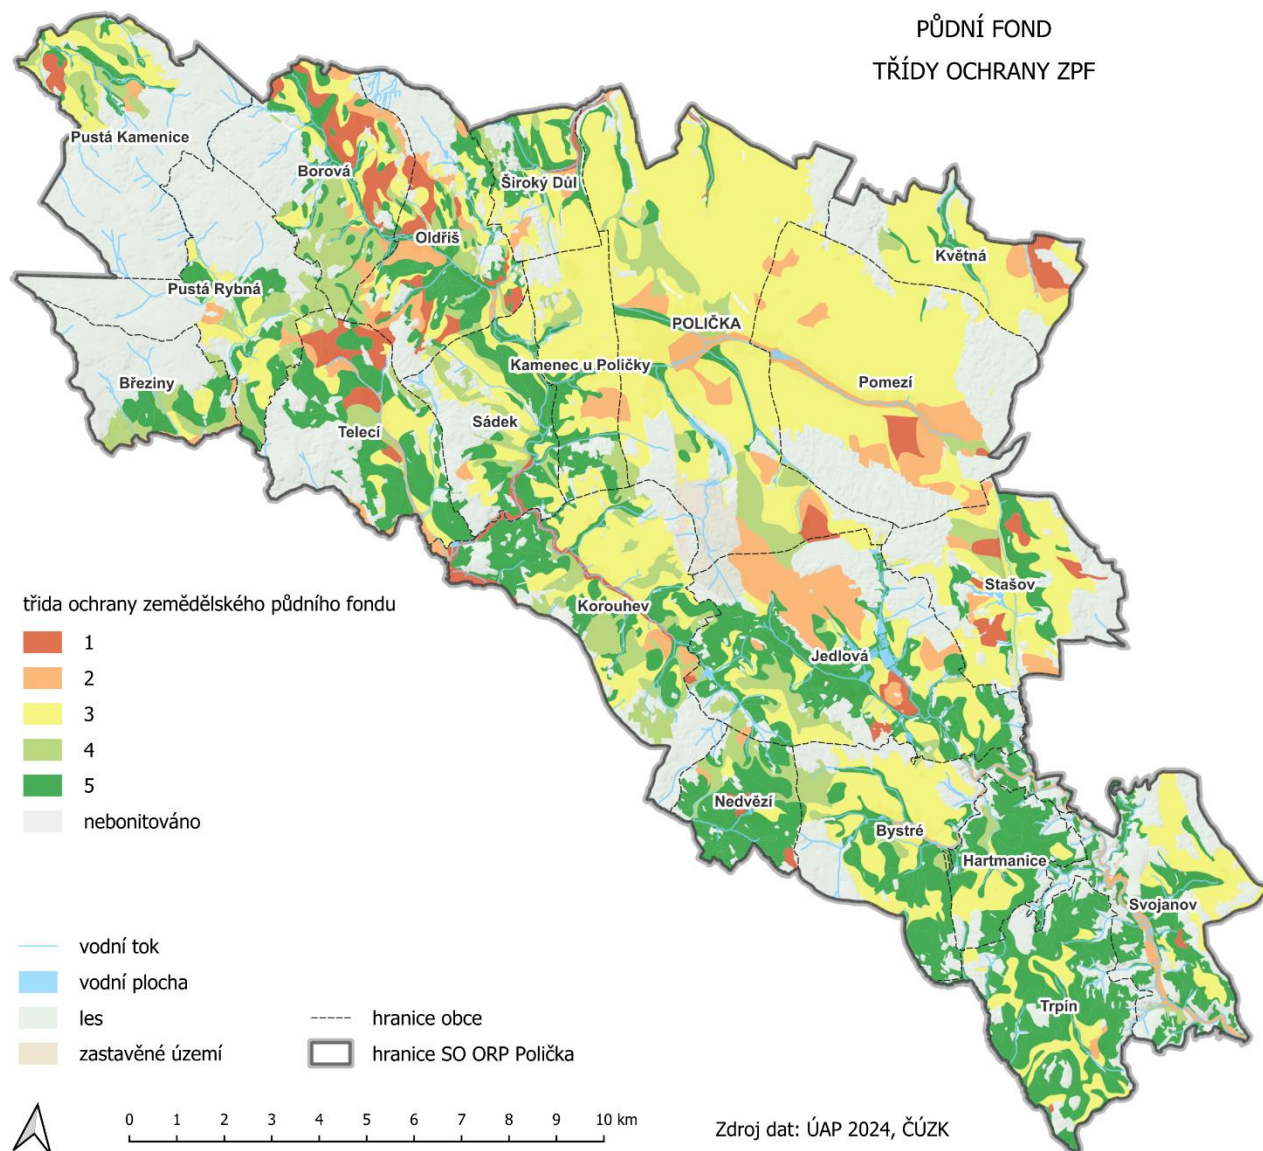 PŮDNÍ FOND
TŘÍDY OCHRANY ZPF
Pustá Kamenice
Borová
Široký Důl
Oldřiš
Květná
Pustá Rybná
POLIČKA
Kamenec u Poličky
Březiny
Pomezí
Sádek
Telecí
Stašov
Korouhev
Jedlová
Nedvězí
Bystré
Hartmanice
Svojanov
Trpín
třída ochrany zemědělského půdního fondu
1
2
3
4
5
nebonitováno
vodní tok
vodní plocha
les
zastavěné území
hranice obce
hranice SO ORP Polička
0 1 2 3 4 5 6 7 8 9 10 km
Zdroj dat: ÚAP 2024, ČÚZK